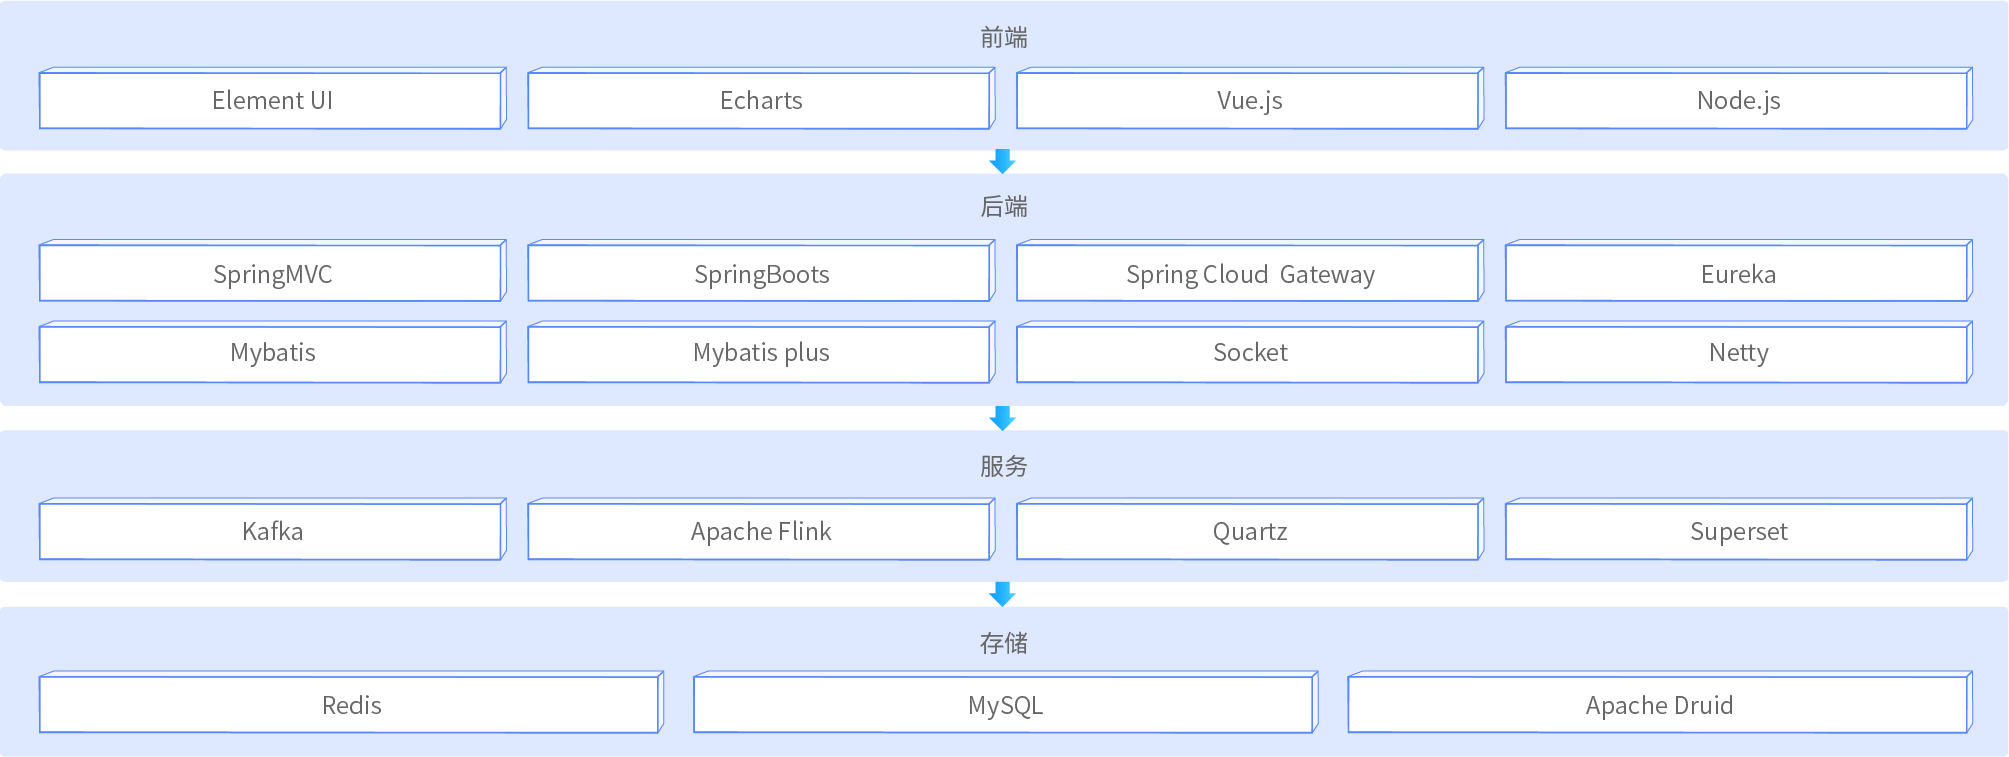 前端
Element UI
Echarts
Vue.js
Node.js
后端
SpringMVC
SpringBoots
Spring Cloud  Gateway
Eureka
Mybatis
Mybatis plus
Socket
Netty
服务
Kafka
Apache Flink
Quartz
Superset
存储
Redis
MySQL
Apache Druid